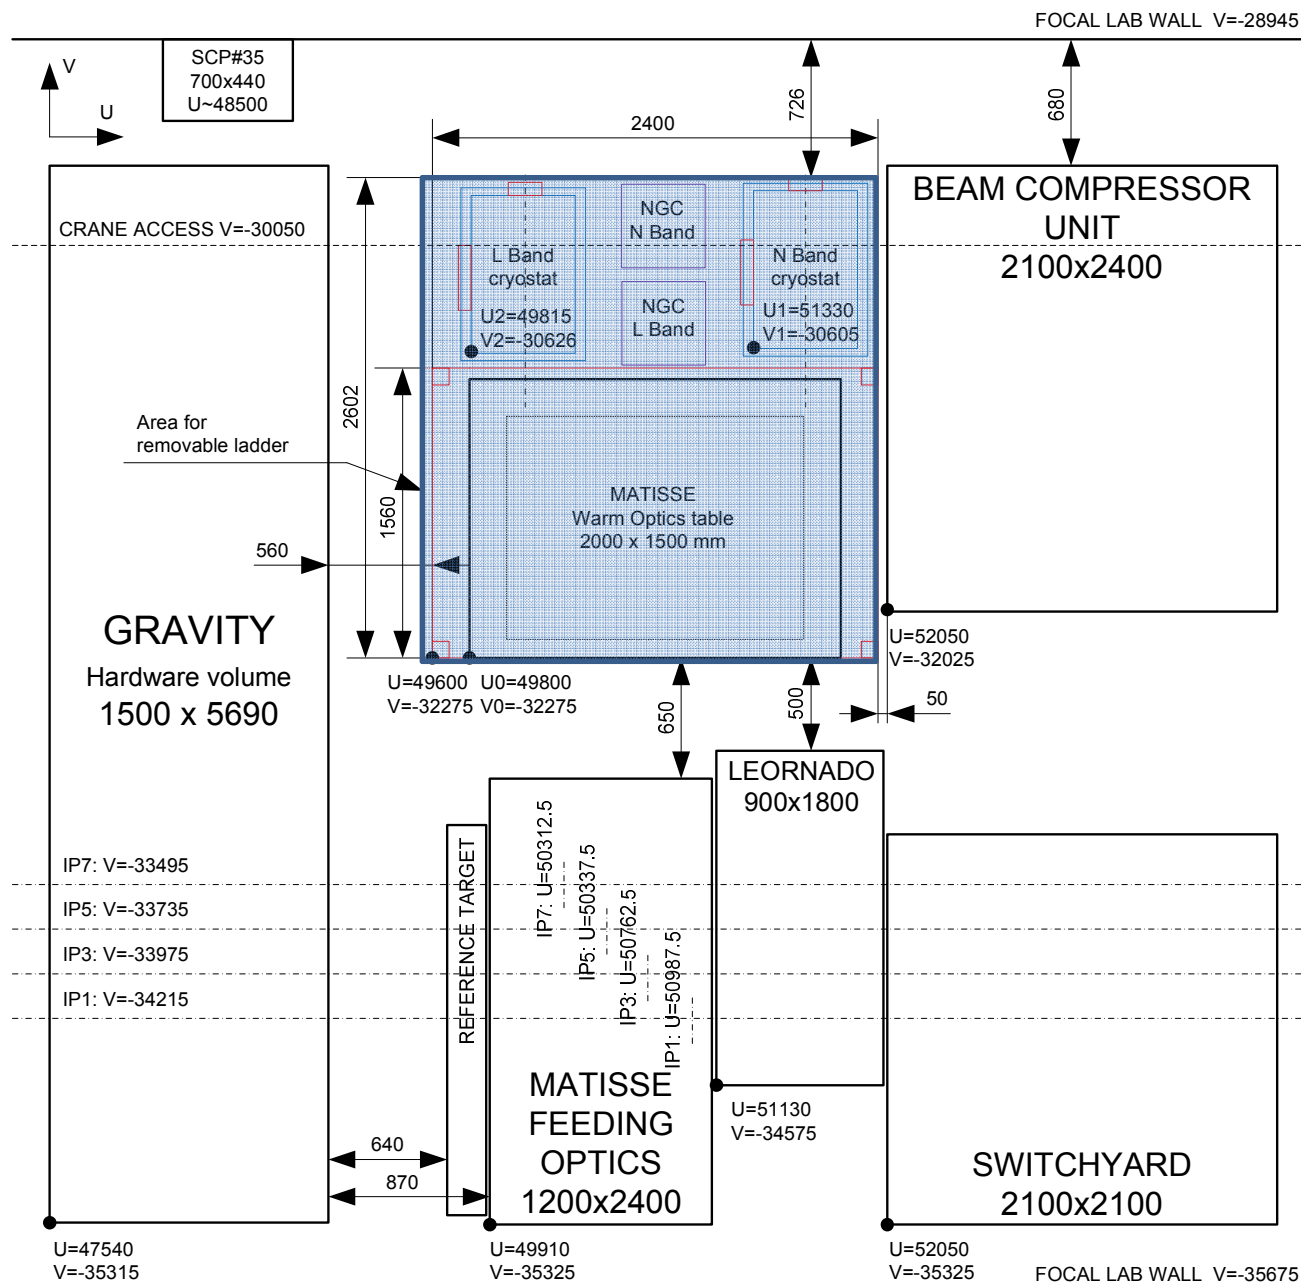 FOCAL LAB WALL V=-28945
SCP#35
700x440
U~48500
V
U
2400
726
680
BEAM COMPRESSOR
UNIT
2100x2400
CRANE ACCESS V=-30050
NGC
N Band
L Band
cryostat
U2=49815
V2=-30626
NGC
L Band
N Band
cryostat
U1=51330
V1=-30605
2602
1560
Area for
removable ladder
MATISSE
Warm Optics table
2000 x 1500 mm
560
GRAVITY
Hardware volume
1500 x 5690
U=49600
V=-32275
U0=49800
V0=-32275
U=52050
V=-32025
650
500
50
LEORNADO
900x1800
IP7: V=-33495
IP5: V=-33735
IP3: V=-33975
IP1: V=-34215
REFERENCE TARGET
IP7: U=50312.5
IP5: U=50337.5
IP3: U=50762.5
IP1: U=50987.5
MATISSE
FEEDING
OPTICS
1200x2400
U=51130
V=-34575
640
870
SWITCHYARD
2100x2100
U=47540
V=-35315
U=49910
V=-35325
U=52050
V=-35325
FOCAL LAB WALL V=-35675